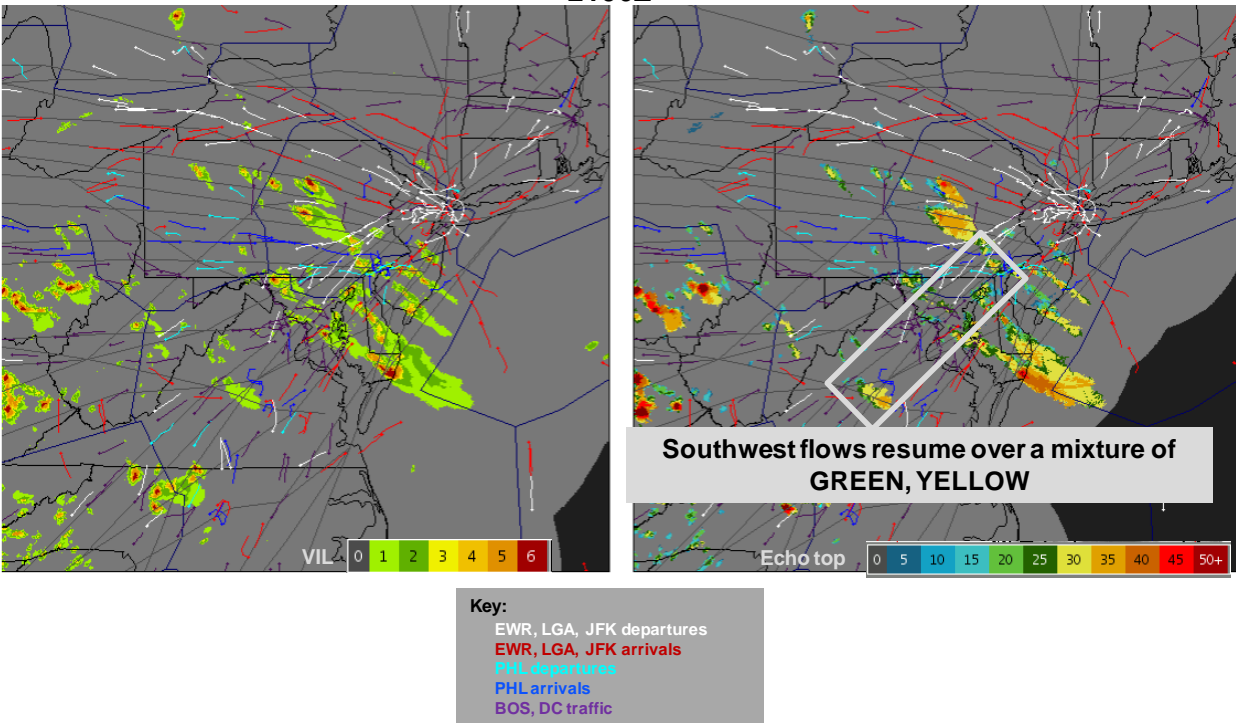 Southwest flows resume over a mixture of
GREEN, YELLOW
VIL 0 1 2 3 4 5 6
Echo top 0 5 10 15 20 25 30 35 40 45 50+
Key:
EWR, LGA, JFK departures
EWR, LGA, JFK arrivals
PHL departures
PHL arrivals
BOS, DC traffic